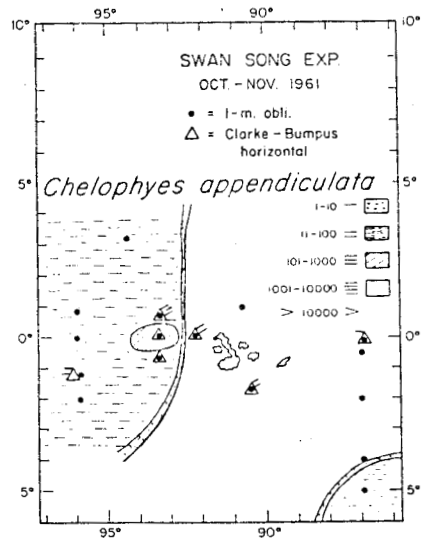 95° 90°
10° 10°
SWAN SONG EXP.
OCT. - NOV. 1961
• = 1-m. obli.
△ = Clarke - Bumpus
horizontal
5° 5°
Chelophyes appendiculata
1-10
11-100
101-1000
1001-10000
> 10000 >
0° 0°
5° 5°
95° 90°